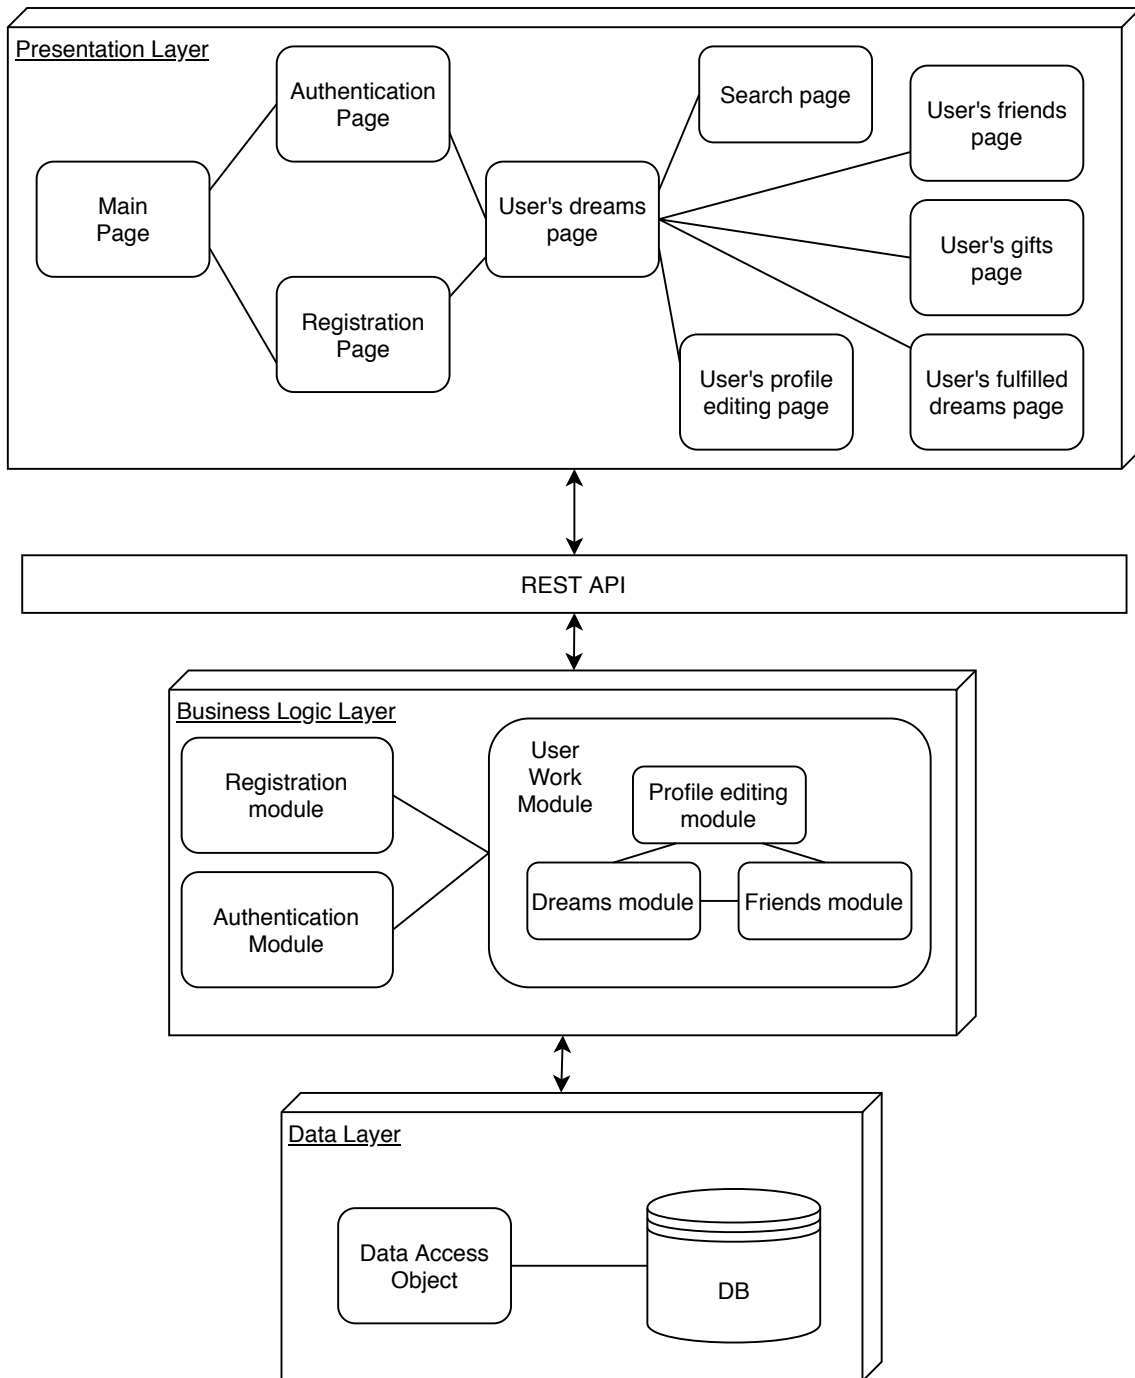 Presentation Layer
Authentication
Page
Search page
User's friends
page
Main
Page
User's dreams
page
User's gifts
page
Registration
Page
User's profile
editing page
User's fulfilled
dreams page
REST API
Business Logic Layer
Registration
module
User
Work
Module
Profile editing
module
Dreams module
Friends module
Authentication
Module
Data Layer
Data Access
Object
DB